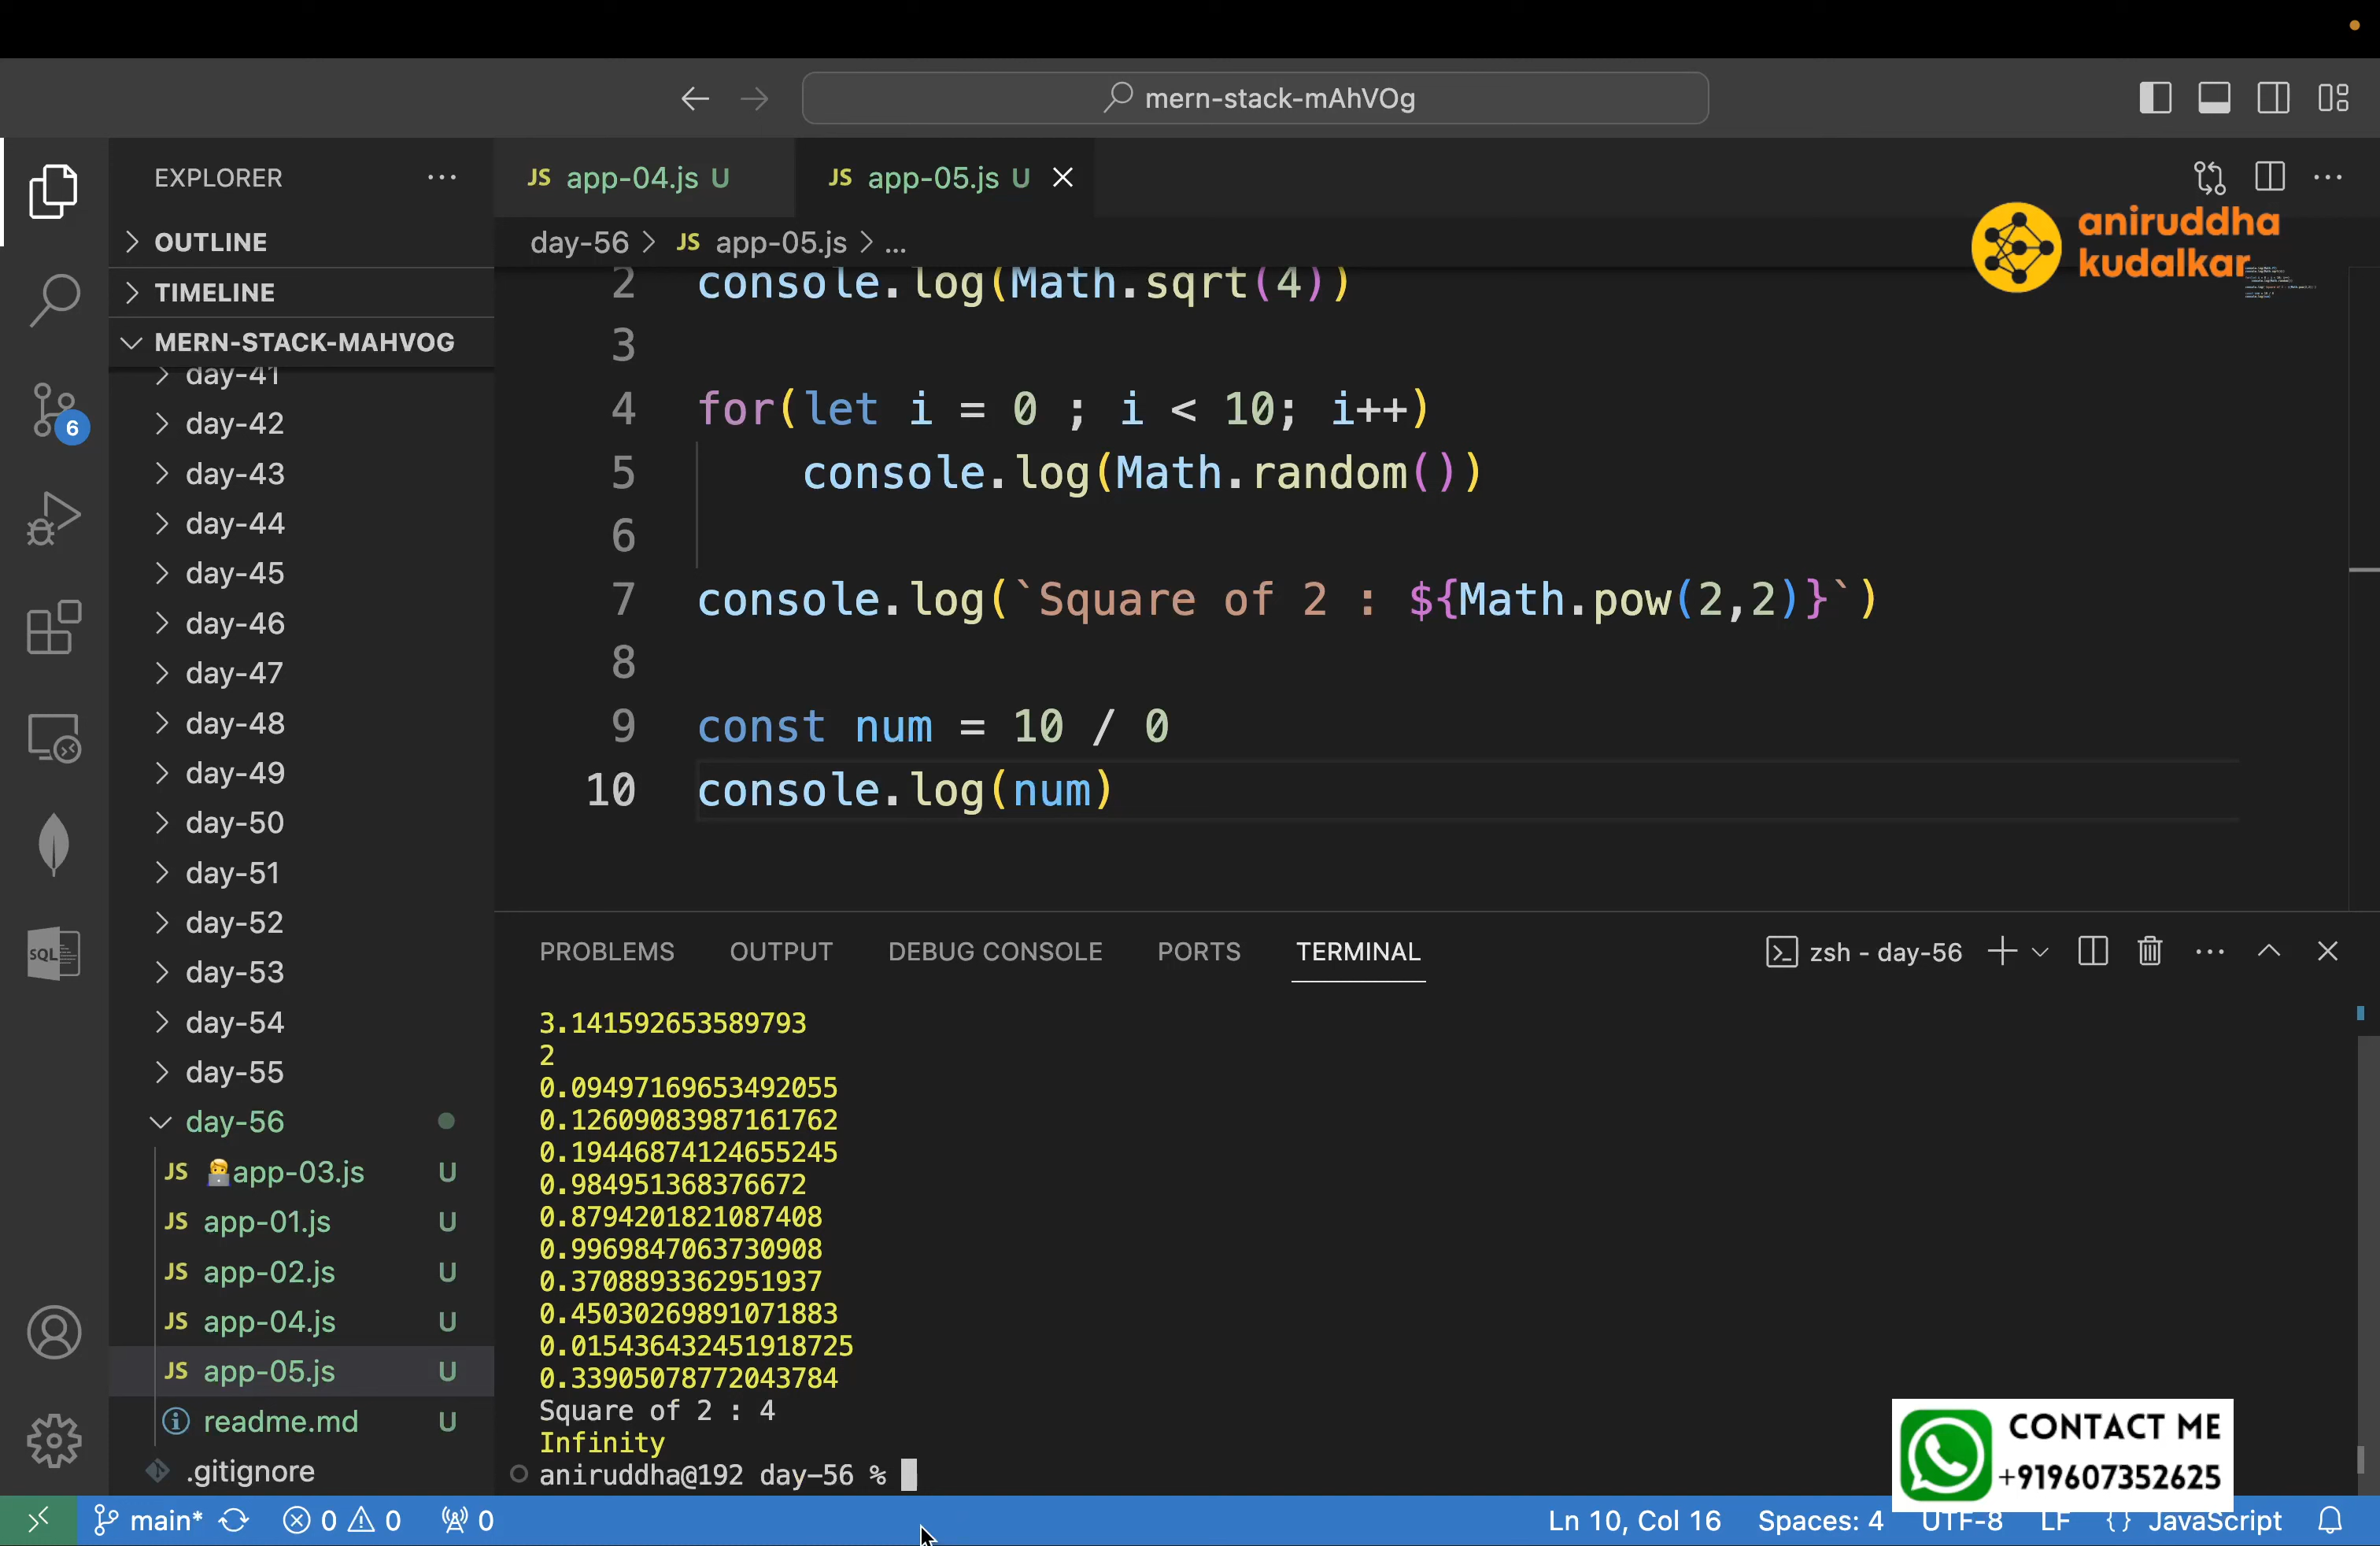 mern-stack-mAhVOg
EXPLORER
OUTLINE
TIMELINE
MERN-STACK-MAHVOG
day-41
day-42
day-43
day-44
day-45
day-46
day-47
day-48
day-49
day-50
day-51
day-52
day-53
day-54
day-55
day-56
JS app-03.js U
JS app-01.js U
JS app-02.js U
JS app-04.js U
JS app-05.js U
readme.md U
.gitignore
6
SQL
JS app-04.js U
JS app-05.js U
day-56 > JS app-05.js > ...
aniruddha
kudalkar
2 console.log(Math.sqrt(4))
3
4 for(let i = 0 ; i < 10; i++)
5 console.log(Math.random())
6
7 console.log(`Square of 2 : ${Math.pow(2,2)}`)
8
9 const num = 10 / 0
10 console.log(num)
PROBLEMS OUTPUT DEBUG CONSOLE PORTS TERMINAL
zsh - day-56
3.141592653589793
2
0.09497169653492055
0.12609083987161762
0.19446874124655245
0.984951368376672
0.8794201821087408
0.9969847063730908
0.3708893362951937
0.45030269891071883
0.015436432451918725
0.33905078772043784
Square of 2 : 4
Infinity
aniruddha@192 day-56 %
CONTACT ME
+919607352625
main* 0 0 0
Ln 10, Col 16 Spaces: 4 UTF-8 LF {} JavaScript